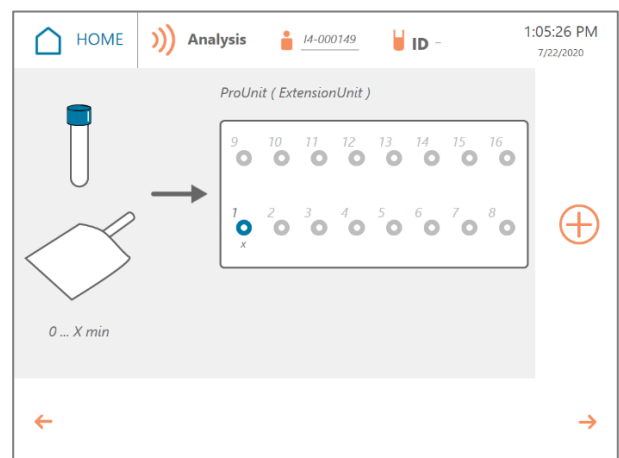 HOME
Analysis
I4-000149
ID –
1:05:26 PM
7/22/2020
ProUnit ( ExtensionUnit )
9 10 11 12 13 14 15 16
1 2 3 4 5 6 7 8
x
0 ... X min